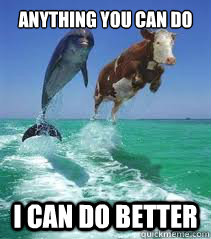 ANYTHING YOU CAN DO
I CAN DO BETTER
quickmeme.com